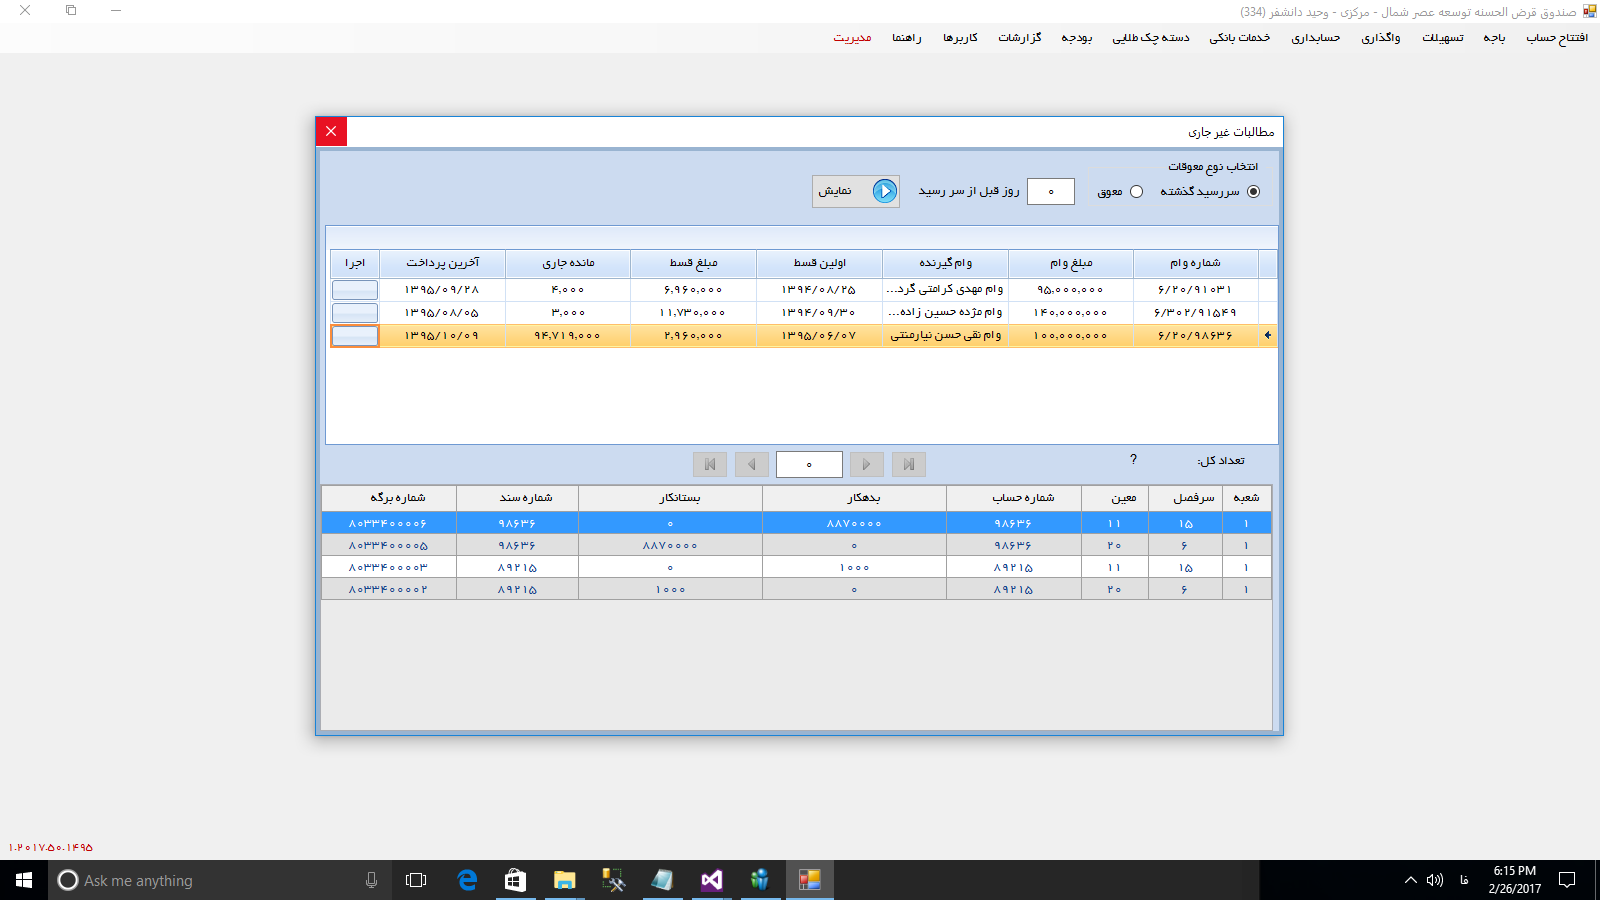 صندوق قرض الحسنه توسعه عصر شمال - مرکزی - وحید دانشفر (334)
افتتاح حساب باجه تسهیلات واگذاری حسابداری خدمات بانکی دسته چک طلایی بودجه گزارشات کاربرها راهنما مدیریت
مطالبات غیر جاری
انتخاب نوع معوقات
سررسید گذشته معوق ۰ روز قبل از سر رسید نمایش
شماره وام مبلغ وام وام گیرنده اولین قسط مبلغ قسط مانده جاری آخرین پرداخت اجرا
۶/۲۰/۹۱۰۳۱ ۹۵,۰۰۰,۰۰۰ وام مهدی کرامتی گرد... ۱۳۹۴/۰۸/۲۵ ۶,۹۶۰,۰۰۰ ۴,۰۰۰ ۱۳۹۵/۰۹/۲۸
۶/۳۰۲/۹۱۵۴۹ ۱۴۰,۰۰۰,۰۰۰ وام مژده حسین زاده... ۱۳۹۴/۰۹/۳۰ ۱۱,۷۳۰,۰۰۰ ۳,۰۰۰ ۱۳۹۵/۰۸/۰۵
۶/۲۰/۹۸۶۳۶ ۱۰۰,۰۰۰,۰۰۰ وام نقی حسن نیارمنتی ۱۳۹۵/۰۶/۰۷ ۲,۹۶۰,۰۰۰ ۹۴,۷۱۹,۰۰۰ ۱۳۹۵/۱۰/۰۹
تعداد کل: ? ۰
شعبه سرفصل معین شماره حساب بدهکار بستانکار شماره سند شماره برگه
۱ ۱۵ ۱۱ ۹۸۶۳۶ ۸۸۷۰۰۰۰ ۰ ۹۸۶۳۶ ۸۰۳۳۴۰۰۰۰۶
۱ ۶ ۲۰ ۹۸۶۳۶ ۰ ۸۸۷۰۰۰۰ ۹۸۶۳۶ ۸۰۳۳۴۰۰۰۰۵
۱ ۱۵ ۱۱ ۸۹۲۱۵ ۱۰۰۰ ۰ ۸۹۲۱۵ ۸۰۳۳۴۰۰۰۰۳
۱ ۶ ۲۰ ۸۹۲۱۵ ۰ ۱۰۰۰ ۸۹۲۱۵ ۸۰۳۳۴۰۰۰۰۲
۱.۲۰۱۷.۵۰.۱۴۹۵
Ask me anything
فا
6:15 PM
2/26/2017